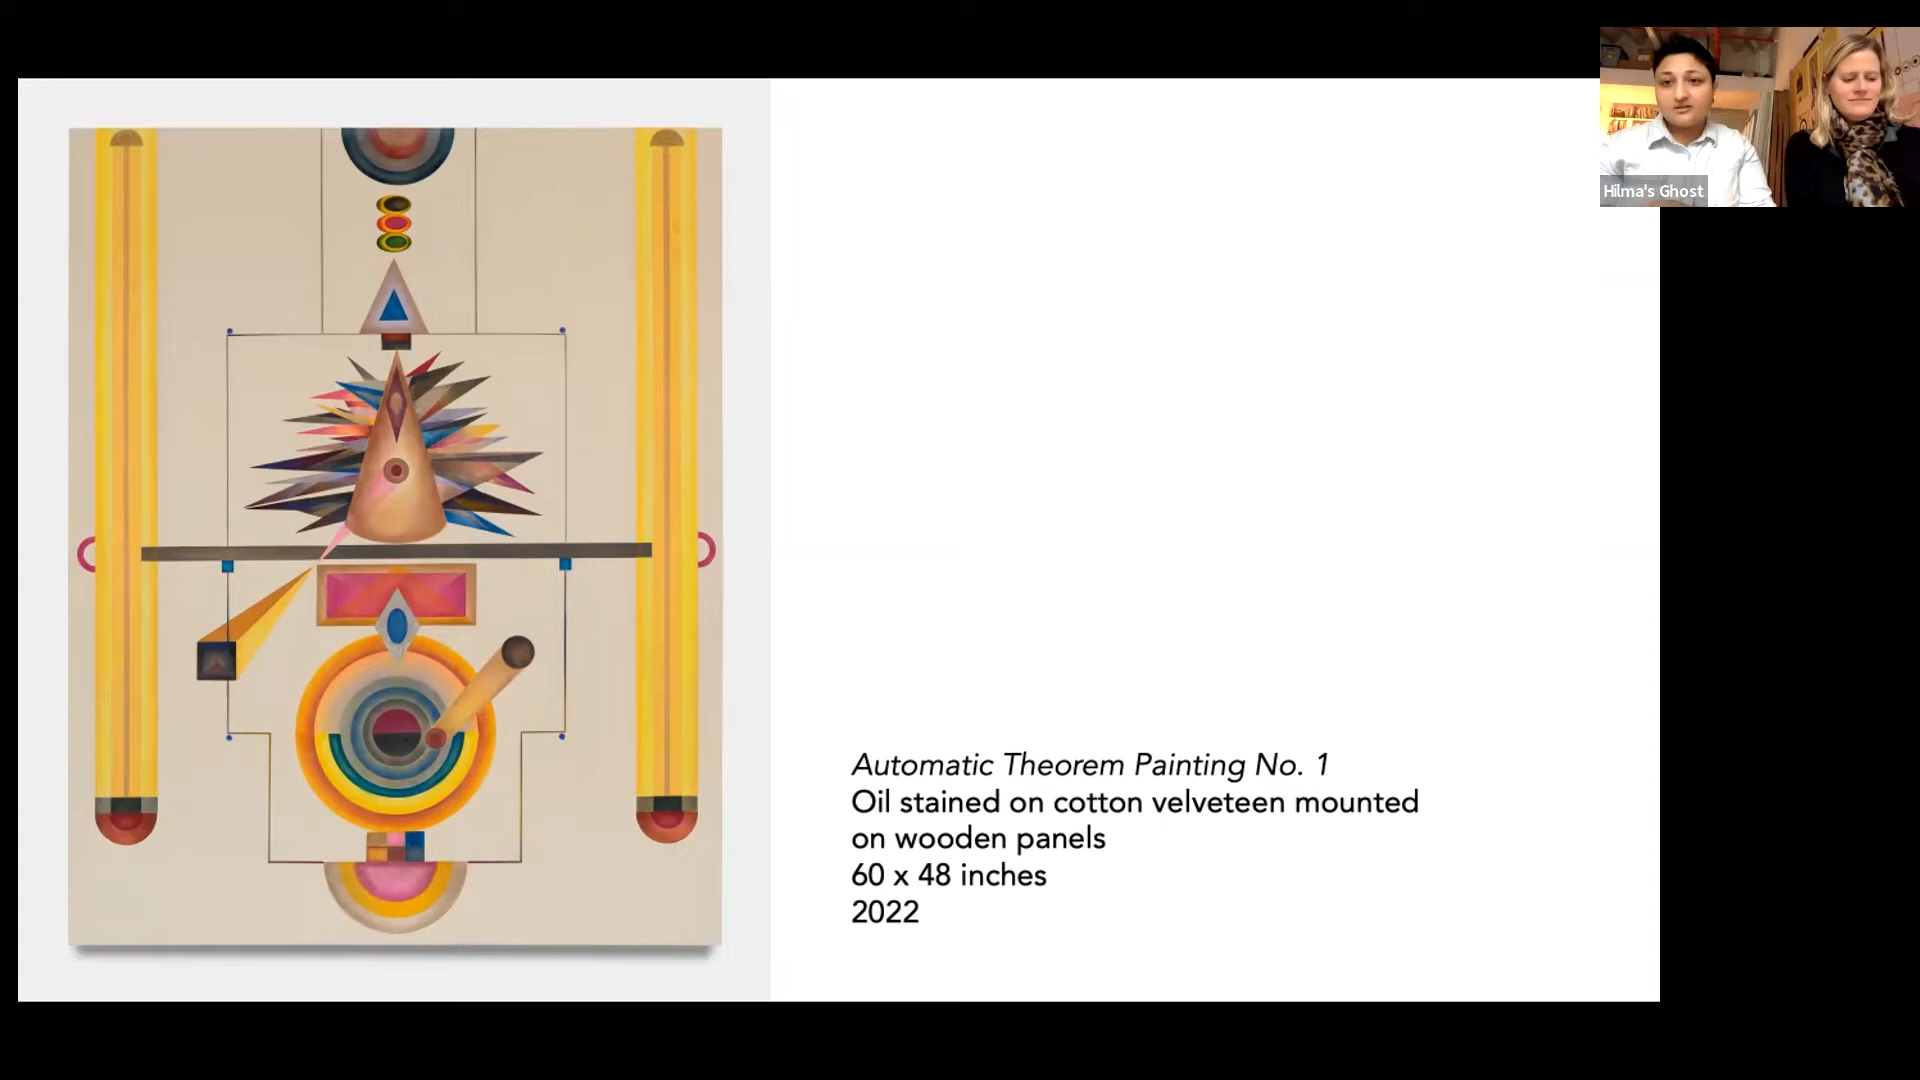 Hilma's Ghost
Automatic Theorem Painting No. 1
Oil stained on cotton velveteen mounted
on wooden panels
60 x 48 inches
2022